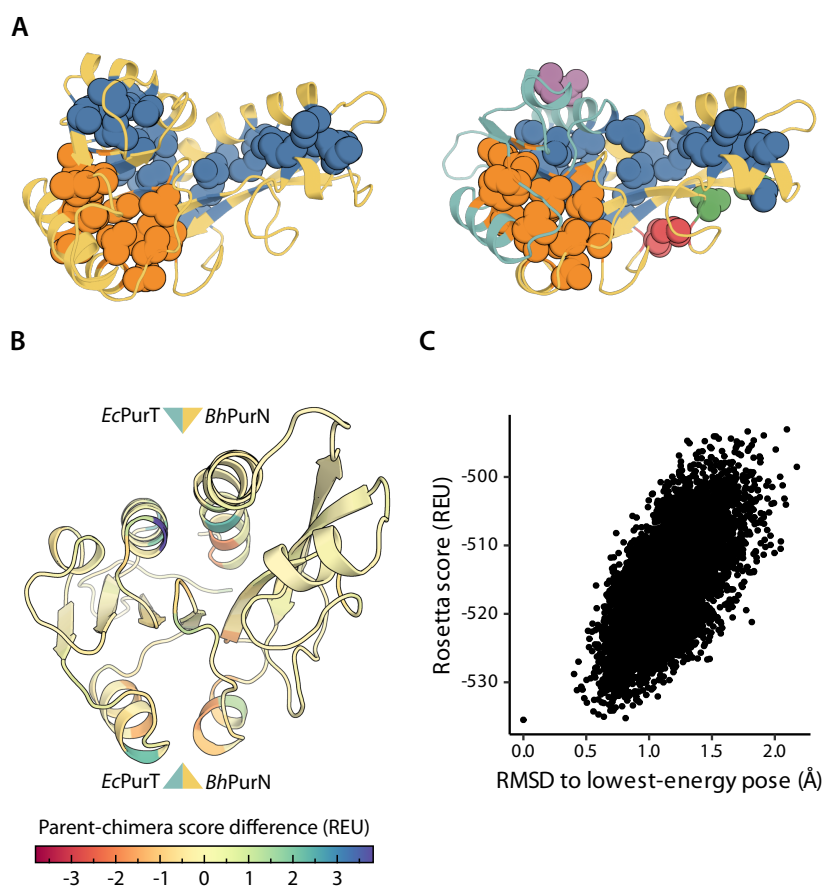 A
B
C
EcPurT BhPurN
EcPurT BhPurN
Parent-chimera score difference (REU)
-3 -2 -1 0 1 2 3
Rosetta score (REU)
-500
-510
-520
-530
0.0 0.5 1.0 1.5 2.0
RMSD to lowest-energy pose (Å)